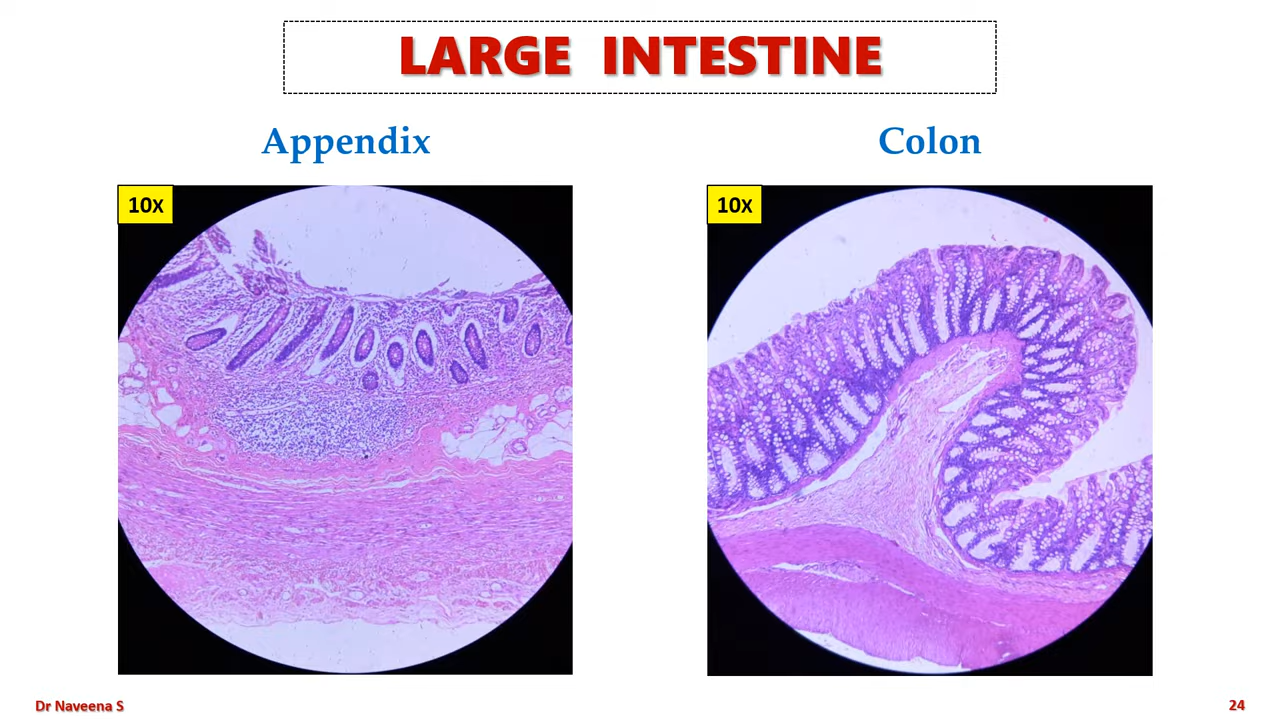 LARGE INTESTINE
Appendix
Colon
10X
10X
Dr Naveena S
24